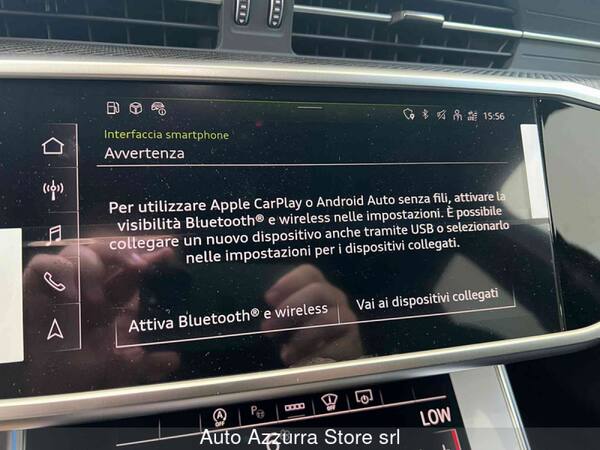 15:56
Interfaccia smartphone
Avvertenza
Per utilizzare Apple CarPlay o Android Auto senza fili, attivare la
visibilità Bluetooth® e wireless nelle impostazioni. È possibile
collegare un nuovo dispositivo anche tramite USB o selezionarlo
nelle impostazioni per i dispositivi collegati.
Attiva Bluetooth® e wireless
Vai ai dispositivi collegati
A
OFF
OFF
LOW
Auto Azzurra Store srl